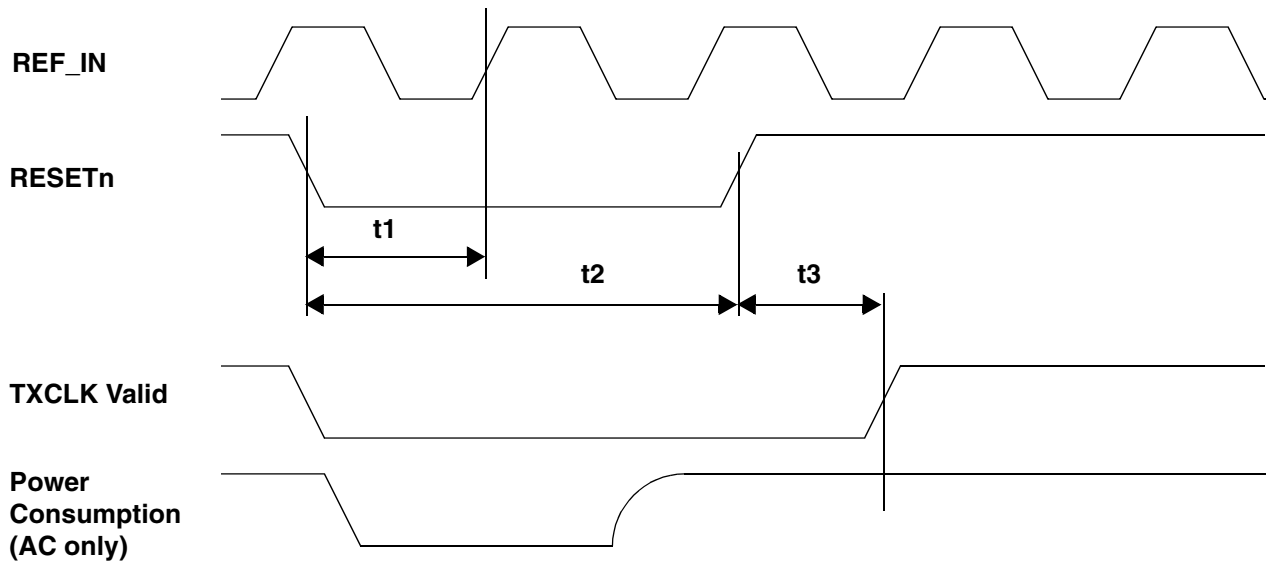 REF_IN
RESETn
t1
t2
t3
TXCLK Valid
Power
Consumption
(AC only)